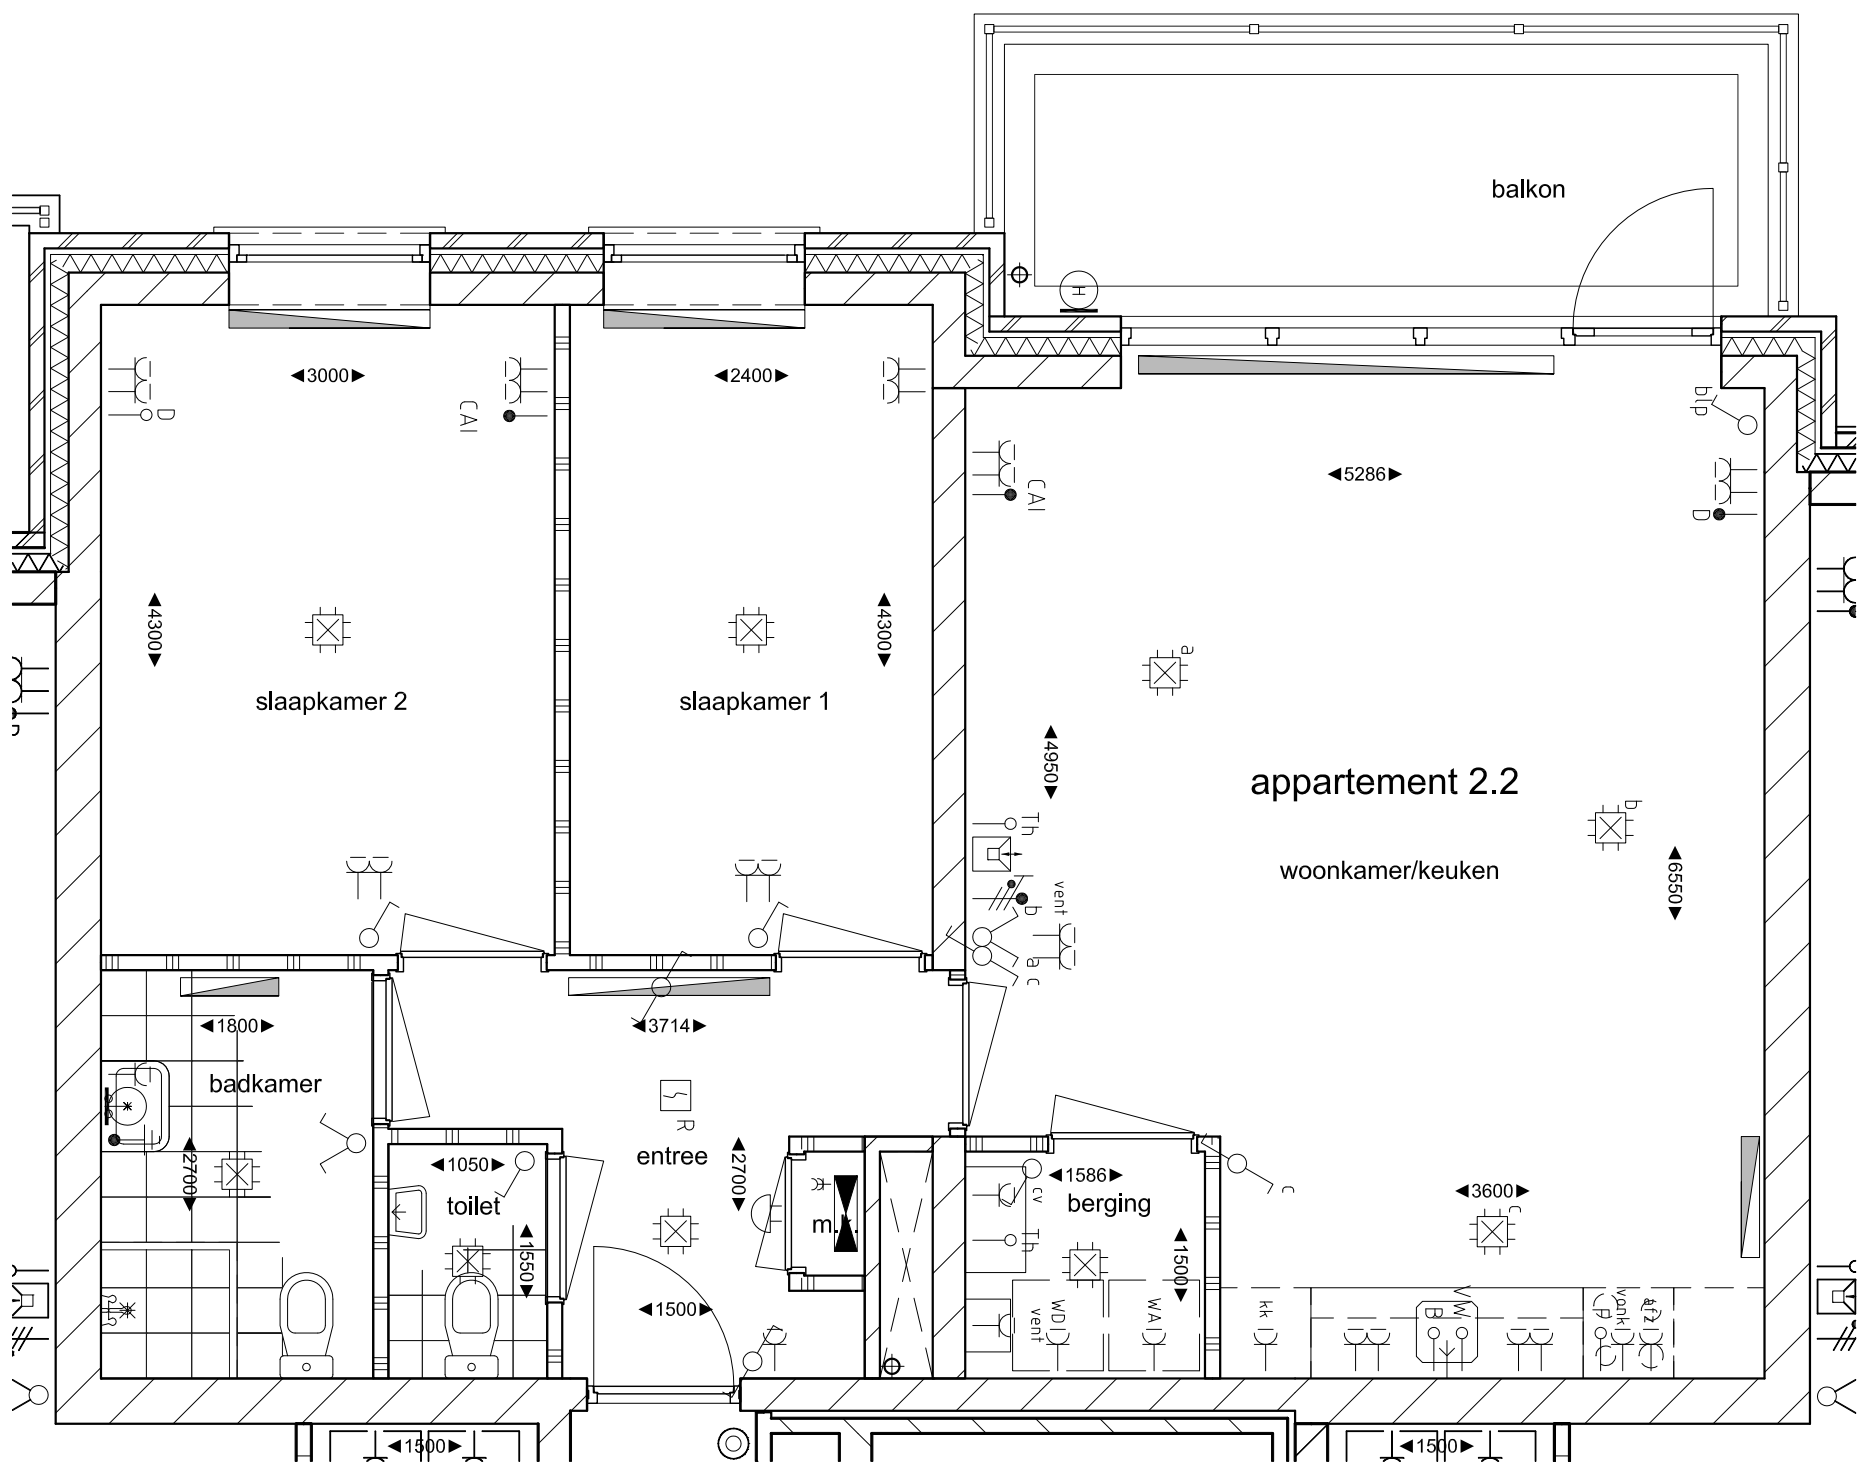 balkon
H
◄3000►
◄2400►
D
CAI
blp
◄5286►
CAI
D
◄4300►
◄4300►
a
slaapkamer 2
slaapkamer 1
◄4950►
appartement 2.2
b
Th
woonkamer/keuken
◄6550►
vent
b
a c
◄1800►
◄3714►
badkamer
R
entree
◄2700►
◄2700►
◄1050►
toilet
◄1550►
m.k.
◄1586►
cv
berging
Th
c
◄3600►
c
◄1500►
◄1500►
WD
vent
WA
kk
B
VW
F
vonk
afz
◄1500►
◄1500►
D